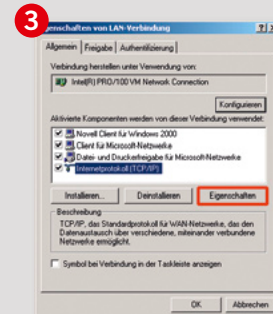 3
Eigenschaften von LAN-Verbindung
Allgemein Freigabe Authentifizierung
Verbindung herstellen unter Verwendung von:
Intel(R) PRO/100 VM Network Connection
Konfigurieren
Aktivierte Komponenten werden von dieser Verbindung verwendet:
Novell Client für Windows 2000
Client für Microsoft-Netzwerke
Datei- und Druckerfreigabe für Microsoft-Netzwerke
Internetprotokoll (TCP/IP)
Installieren... Deinstallieren Eigenschaften
Beschreibung
TCP/IP, das Standardprotokoll für WAN-Netzwerke, das den
Datenaustausch über verschiedene, miteinander verbundene
Netzwerke ermöglicht.
Symbol bei Verbindung in der Taskleiste anzeigen
OK Abbrechen